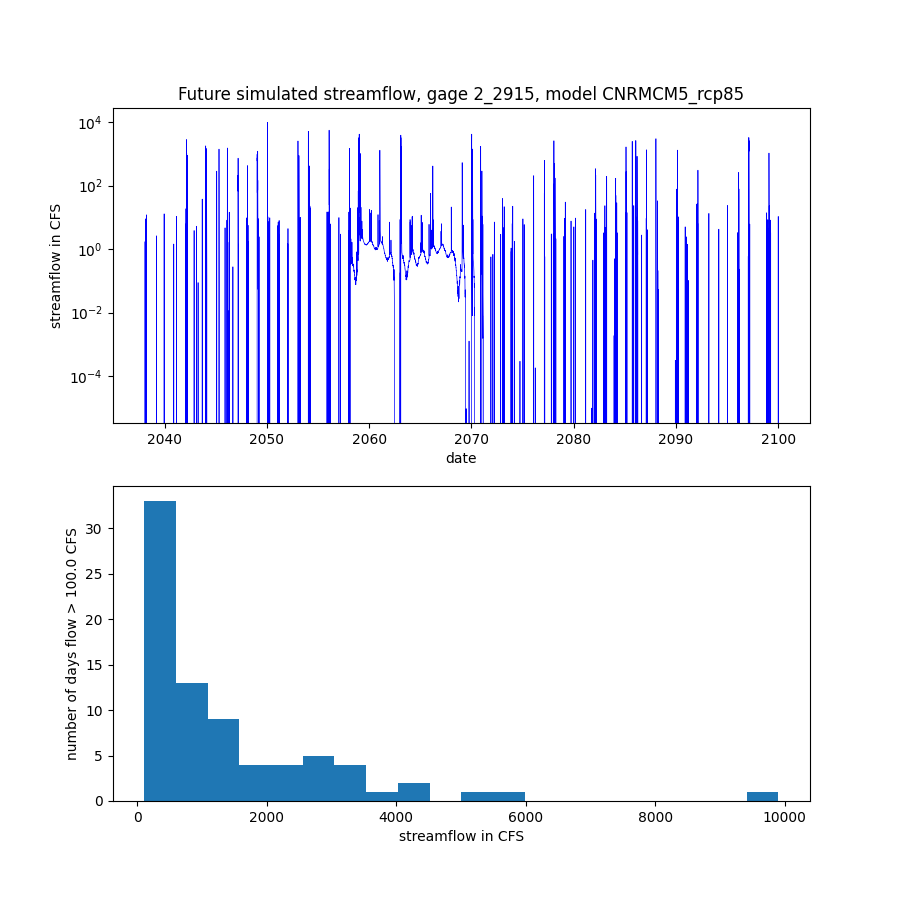 Future simulated streamflow, gage 2_2915, model CNRMCM5_rcp85
10^4
10^2
10^0
10^-2
10^-4
streamflow in CFS
2040 2050 2060 2070 2080 2090 2100
date
30
25
20
15
10
5
0
number of days flow > 100.0 CFS
0 2000 4000 6000 8000 10000
streamflow in CFS